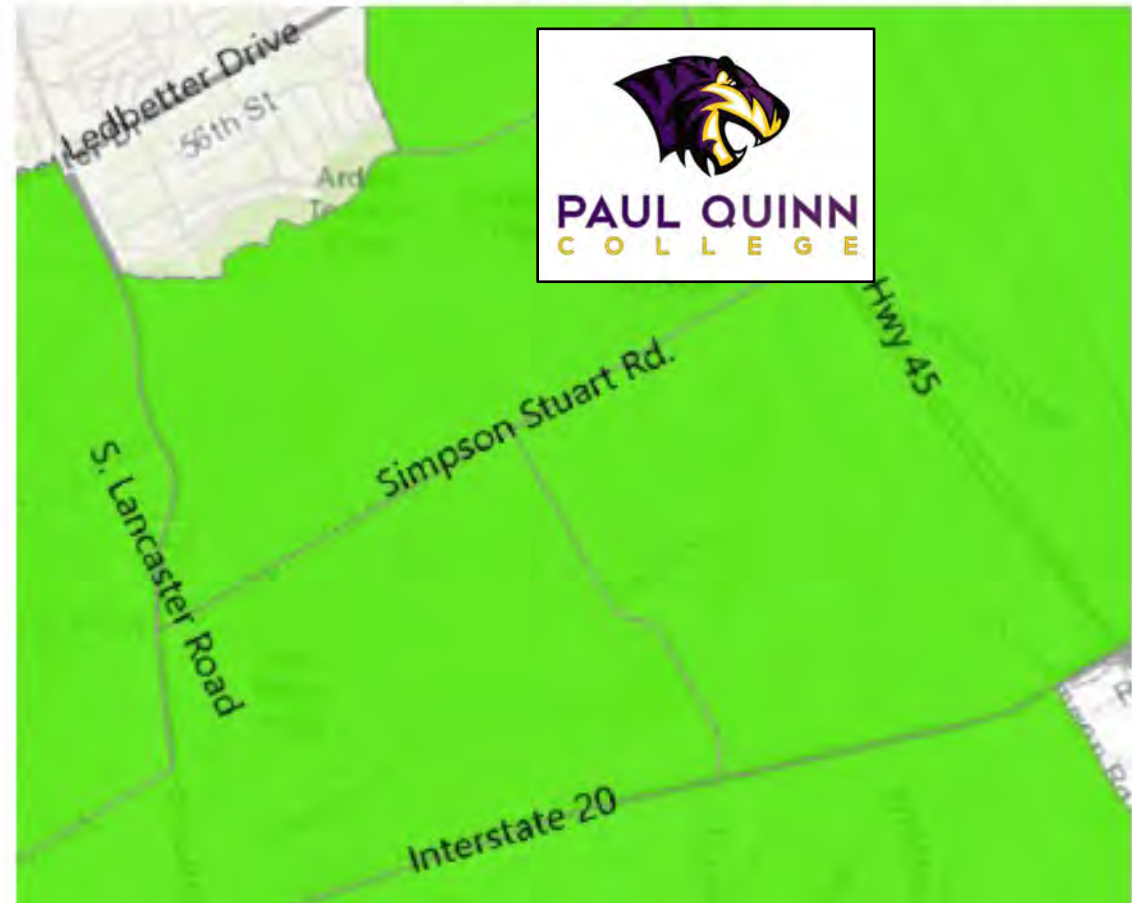 Ledbetter Drive
56th St
PAUL QUINN
COLLEGE
Hwy 45
Simpson Stuart Rd.
S. Lancaster Road
Interstate 20